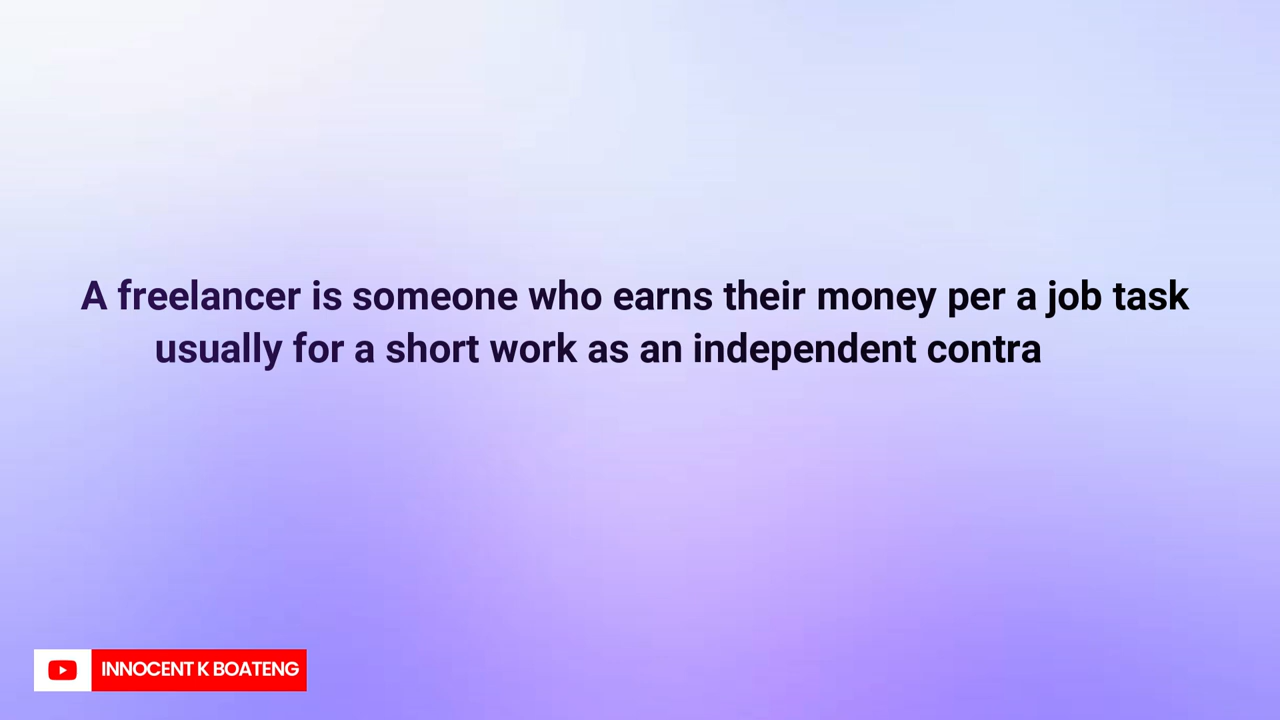 A freelancer is someone who earns their money per a job task
usually for a short work as an independent contra
INNOCENT K BOATENG